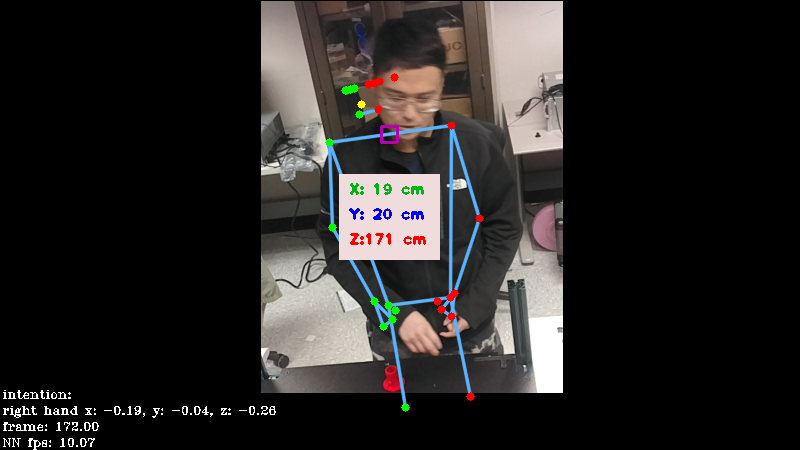 JC
X: 19 cm
Y: 20 cm
Z:171 cm
intention:
right hand x: -0.19, y: -0.04, z: -0.26
frame: 172.00
NN fps: 10.07